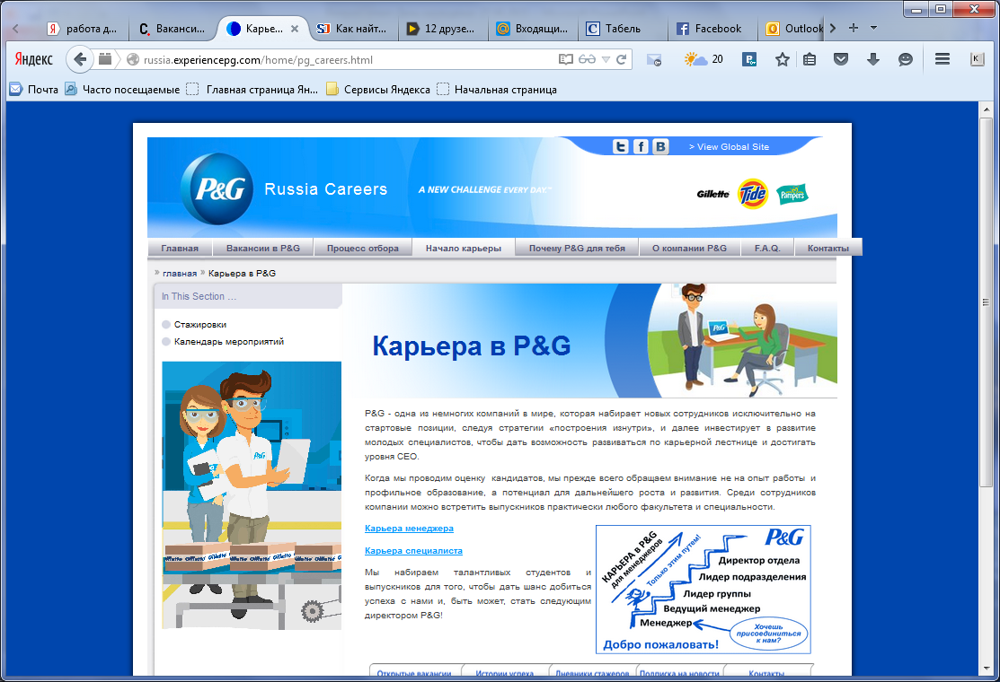 работа д...
Ваканси...
Карье...
Как найт...
12 друзе...
Входящи...
Табель
Facebook
Outlook
Яндекс
russia.experiencepg.com/home/pg_careers.html
20
Почта
Часто посещаемые
Главная страница Ян...
Сервисы Яндекса
Начальная страница
> View Global Site
P&G
Russia Careers
A NEW CHALLENGE EVERY DAY.™
Gillette
Tide
Pampers
Главная
Вакансии в P&G
Процесс отбора
Начало карьеры
Почему P&G для тебя
О компании P&G
F.A.Q.
Контакты
» главная » Карьера в P&G
In This Section ...
Стажировки
Календарь мероприятий
P&G
Gillette Gillette Gillette
Карьера в P&G
P&G
P&G - одна из немногих компаний в мире, которая набирает новых сотрудников исключительно на
стартовые позиции, следуя стратегии «построения изнутри», и далее инвестирует в развитие
молодых специалистов, чтобы дать возможность развиваться по карьерной лестнице и достигать
уровня CEO.
Когда мы проводим оценку кандидатов, мы прежде всего обращаем внимание не на опыт работы и
профильное образование, а потенциал для дальнейшего роста и развития. Среди сотрудников
компании можно встретить выпускников практически любого факультета и специальности.
Карьера менеджера
Карьера специалиста
Мы набираем талантливых студентов и
выпускников для того, чтобы дать шанс добиться
успеха с нами и, быть может, стать следующим
директором P&G!
КАРЬЕРА в P&G
для менеджеров
Только этим путем!
P&G
Директор отдела
Лидер подразделения
Лидер группы
Ведущий менеджер
Менеджер
Хочешь
присоединиться
к нам?
Добро пожаловать!
Открытые вакансии
Истории успеха
Дневники стажеров
Подписка на новости
Контакты